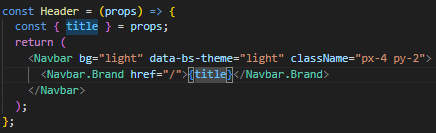 const Header = (props) => {
  const { title } = props;
  return (
    <Navbar bg="light" data-bs-theme="light" className="px-4 py-2">
      <Navbar.Brand href="/">{title}</Navbar.Brand>
    </Navbar>
  );
};